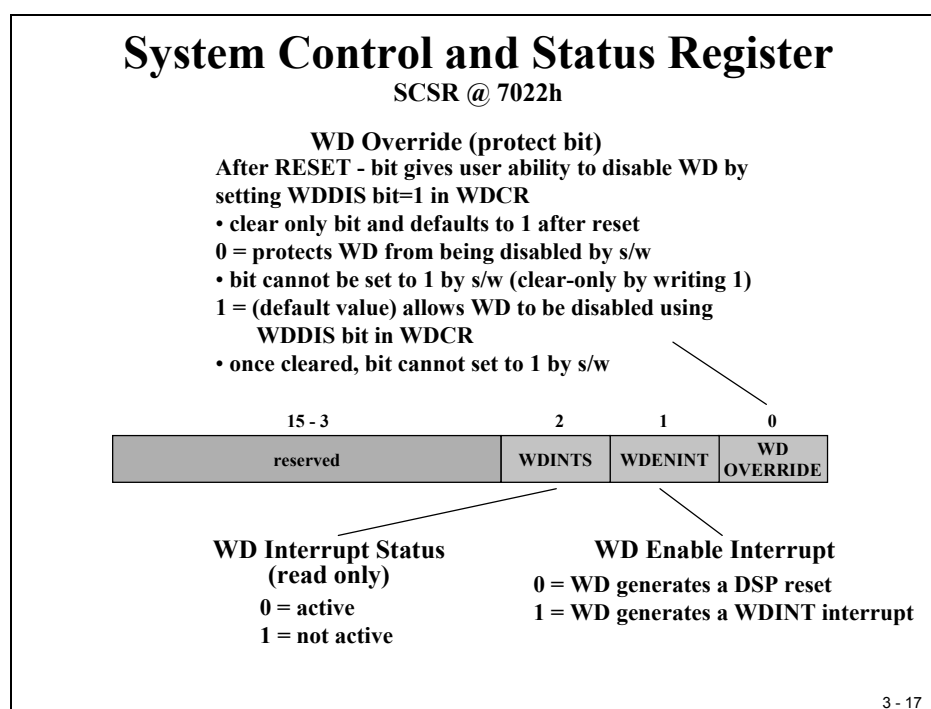 System Control and Status Register
SCSR @ 7022h
WD Override (protect bit)
After RESET - bit gives user ability to disable WD by
setting WDDIS bit=1 in WDCR
• clear only bit and defaults to 1 after reset
0 = protects WD from being disabled by s/w
• bit cannot be set to 1 by s/w (clear-only by writing 1)
1 = (default value) allows WD to be disabled using
WDDIS bit in WDCR
• once cleared, bit cannot set to 1 by s/w
15 - 3 2 1 0
reserved WDINTS WDENINT WD OVERRIDE
WD Interrupt Status
(read only)
0 = active
1 = not active
WD Enable Interrupt
0 = WD generates a DSP reset
1 = WD generates a WDINT interrupt
3 - 17